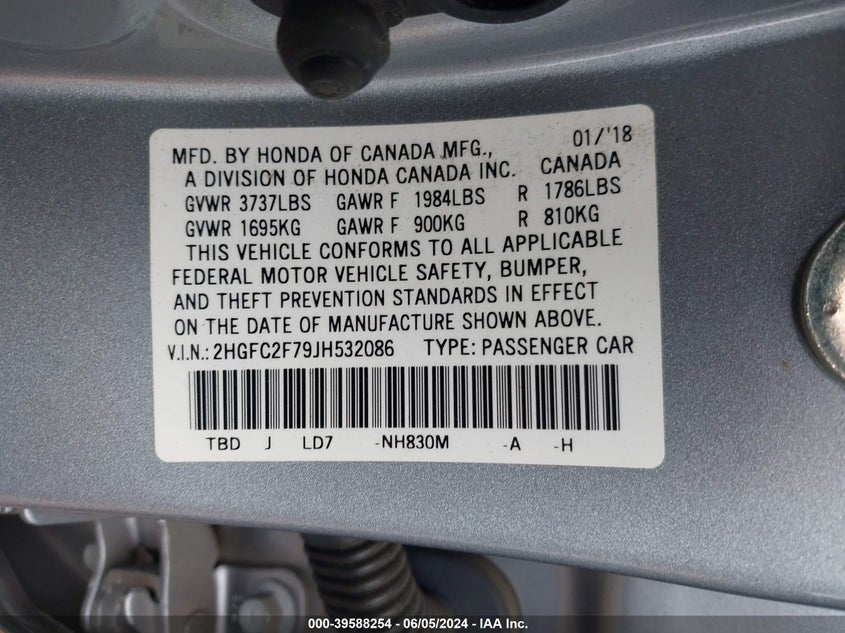 MFD. BY HONDA OF CANADA MFG., 01/'18
A DIVISION OF HONDA CANADA INC. CANADA
GVWR 3737LBS GAWR F 1984LBS R 1786LBS
GVWR 1695KG GAWR F 900KG R 810KG
THIS VEHICLE CONFORMS TO ALL APPLICABLE
FEDERAL MOTOR VEHICLE SAFETY, BUMPER,
AND THEFT PREVENTION STANDARDS IN EFFECT
ON THE DATE OF MANUFACTURE SHOWN ABOVE.
V.I.N.: 2HGFC2F79JH532086 TYPE: PASSENGER CAR
TBD J LD7 -NH830M -A -H
000-39588254 / 06/05/2024 - IAA Inc.